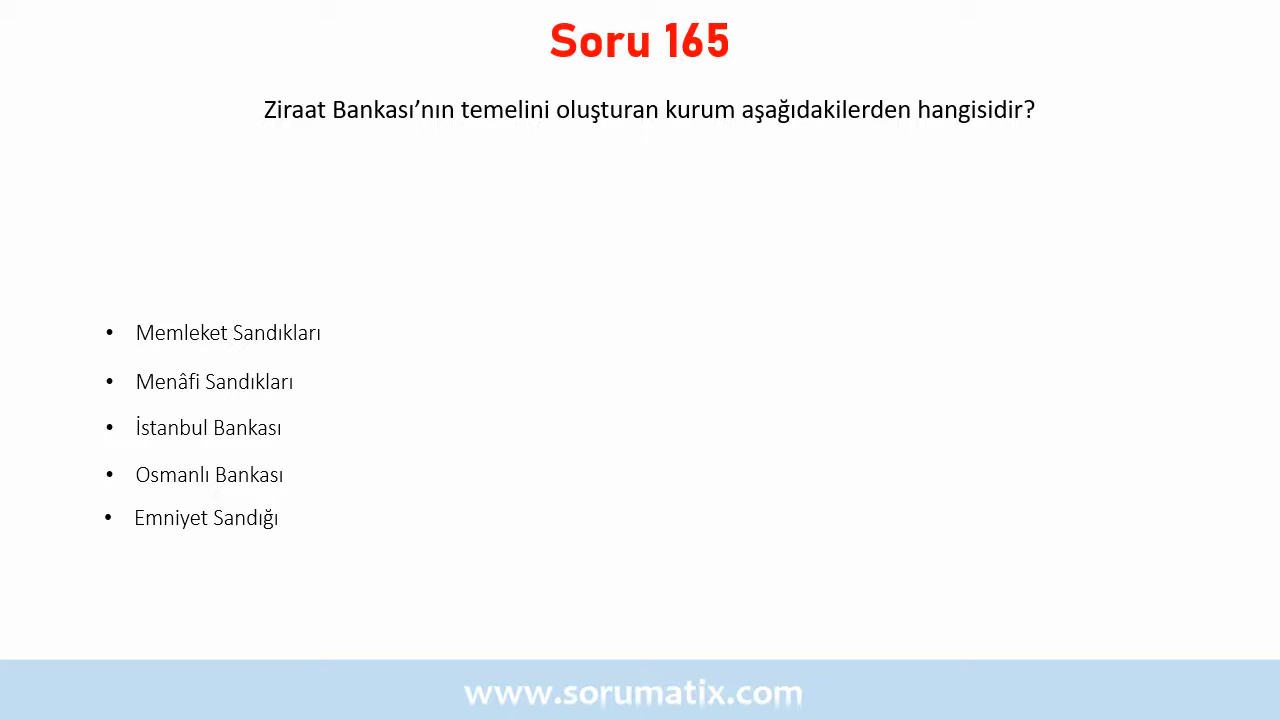 Soru 165
Ziraat Bankası’nın temelini oluşturan kurum aşağıdakilerden hangisidir?
• Memleket Sandıkları
• Menâfi Sandıkları
• İstanbul Bankası
• Osmanlı Bankası
• Emniyet Sandığı
www.sorumatix.com